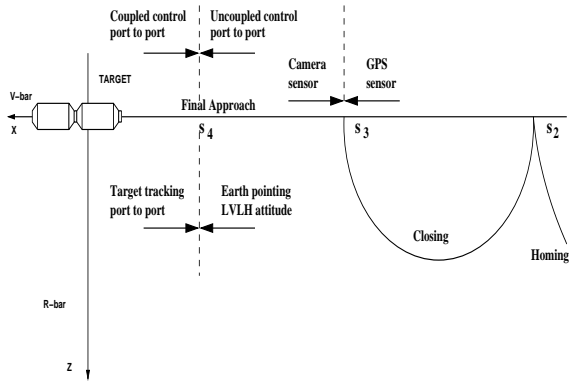 Coupled control
port to port
Uncoupled control
port to port
Camera
sensor
GPS
sensor
TARGET
V-bar
X
Final Approach
S4
S3
S2
Target tracking
port to port
Earth pointing
LVLH attitude
Closing
Homing
R-bar
Z